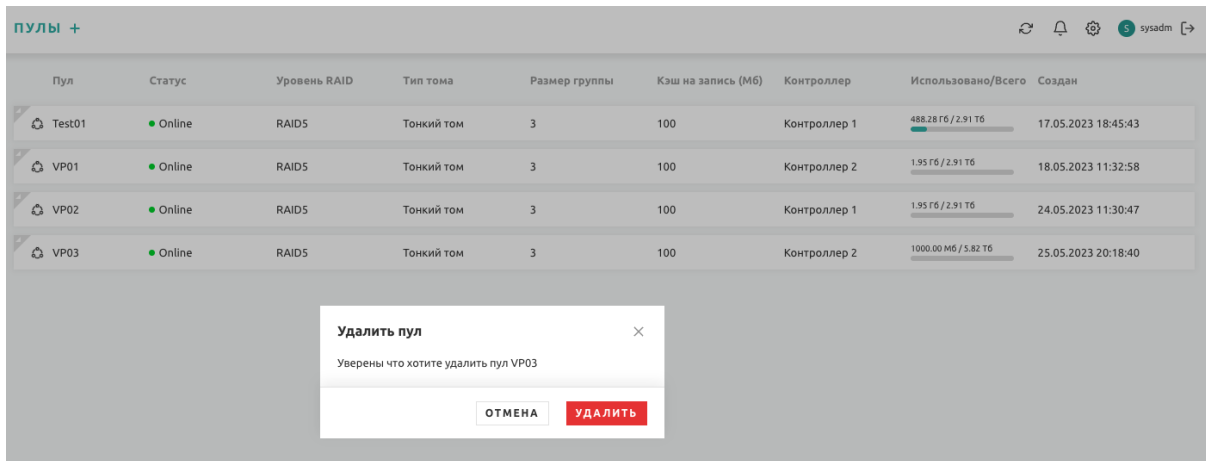 ПУЛЫ +
S sysadm
Пул Статус Уровень RAID Тип тома Размер группы Кэш на запись (Мб) Контроллер Использовано/Всего Создан
Test01 Online RAID5 Тонкий том 3 100 Контроллер 1 488.28 Гб / 2.91 Тб 17.05.2023 18:45:43
VP01 Online RAID5 Тонкий том 3 100 Контроллер 2 1.95 Гб / 2.91 Тб 18.05.2023 11:32:58
VP02 Online RAID5 Тонкий том 3 100 Контроллер 1 1.95 Гб / 2.91 Тб 24.05.2023 11:30:47
VP03 Online RAID5 Тонкий том 3 100 Контроллер 2 1000.00 Мб / 5.82 Тб 25.05.2023 20:18:40
Удалить пул
Уверены что хотите удалить пул VP03
ОТМЕНА УДАЛИТЬ